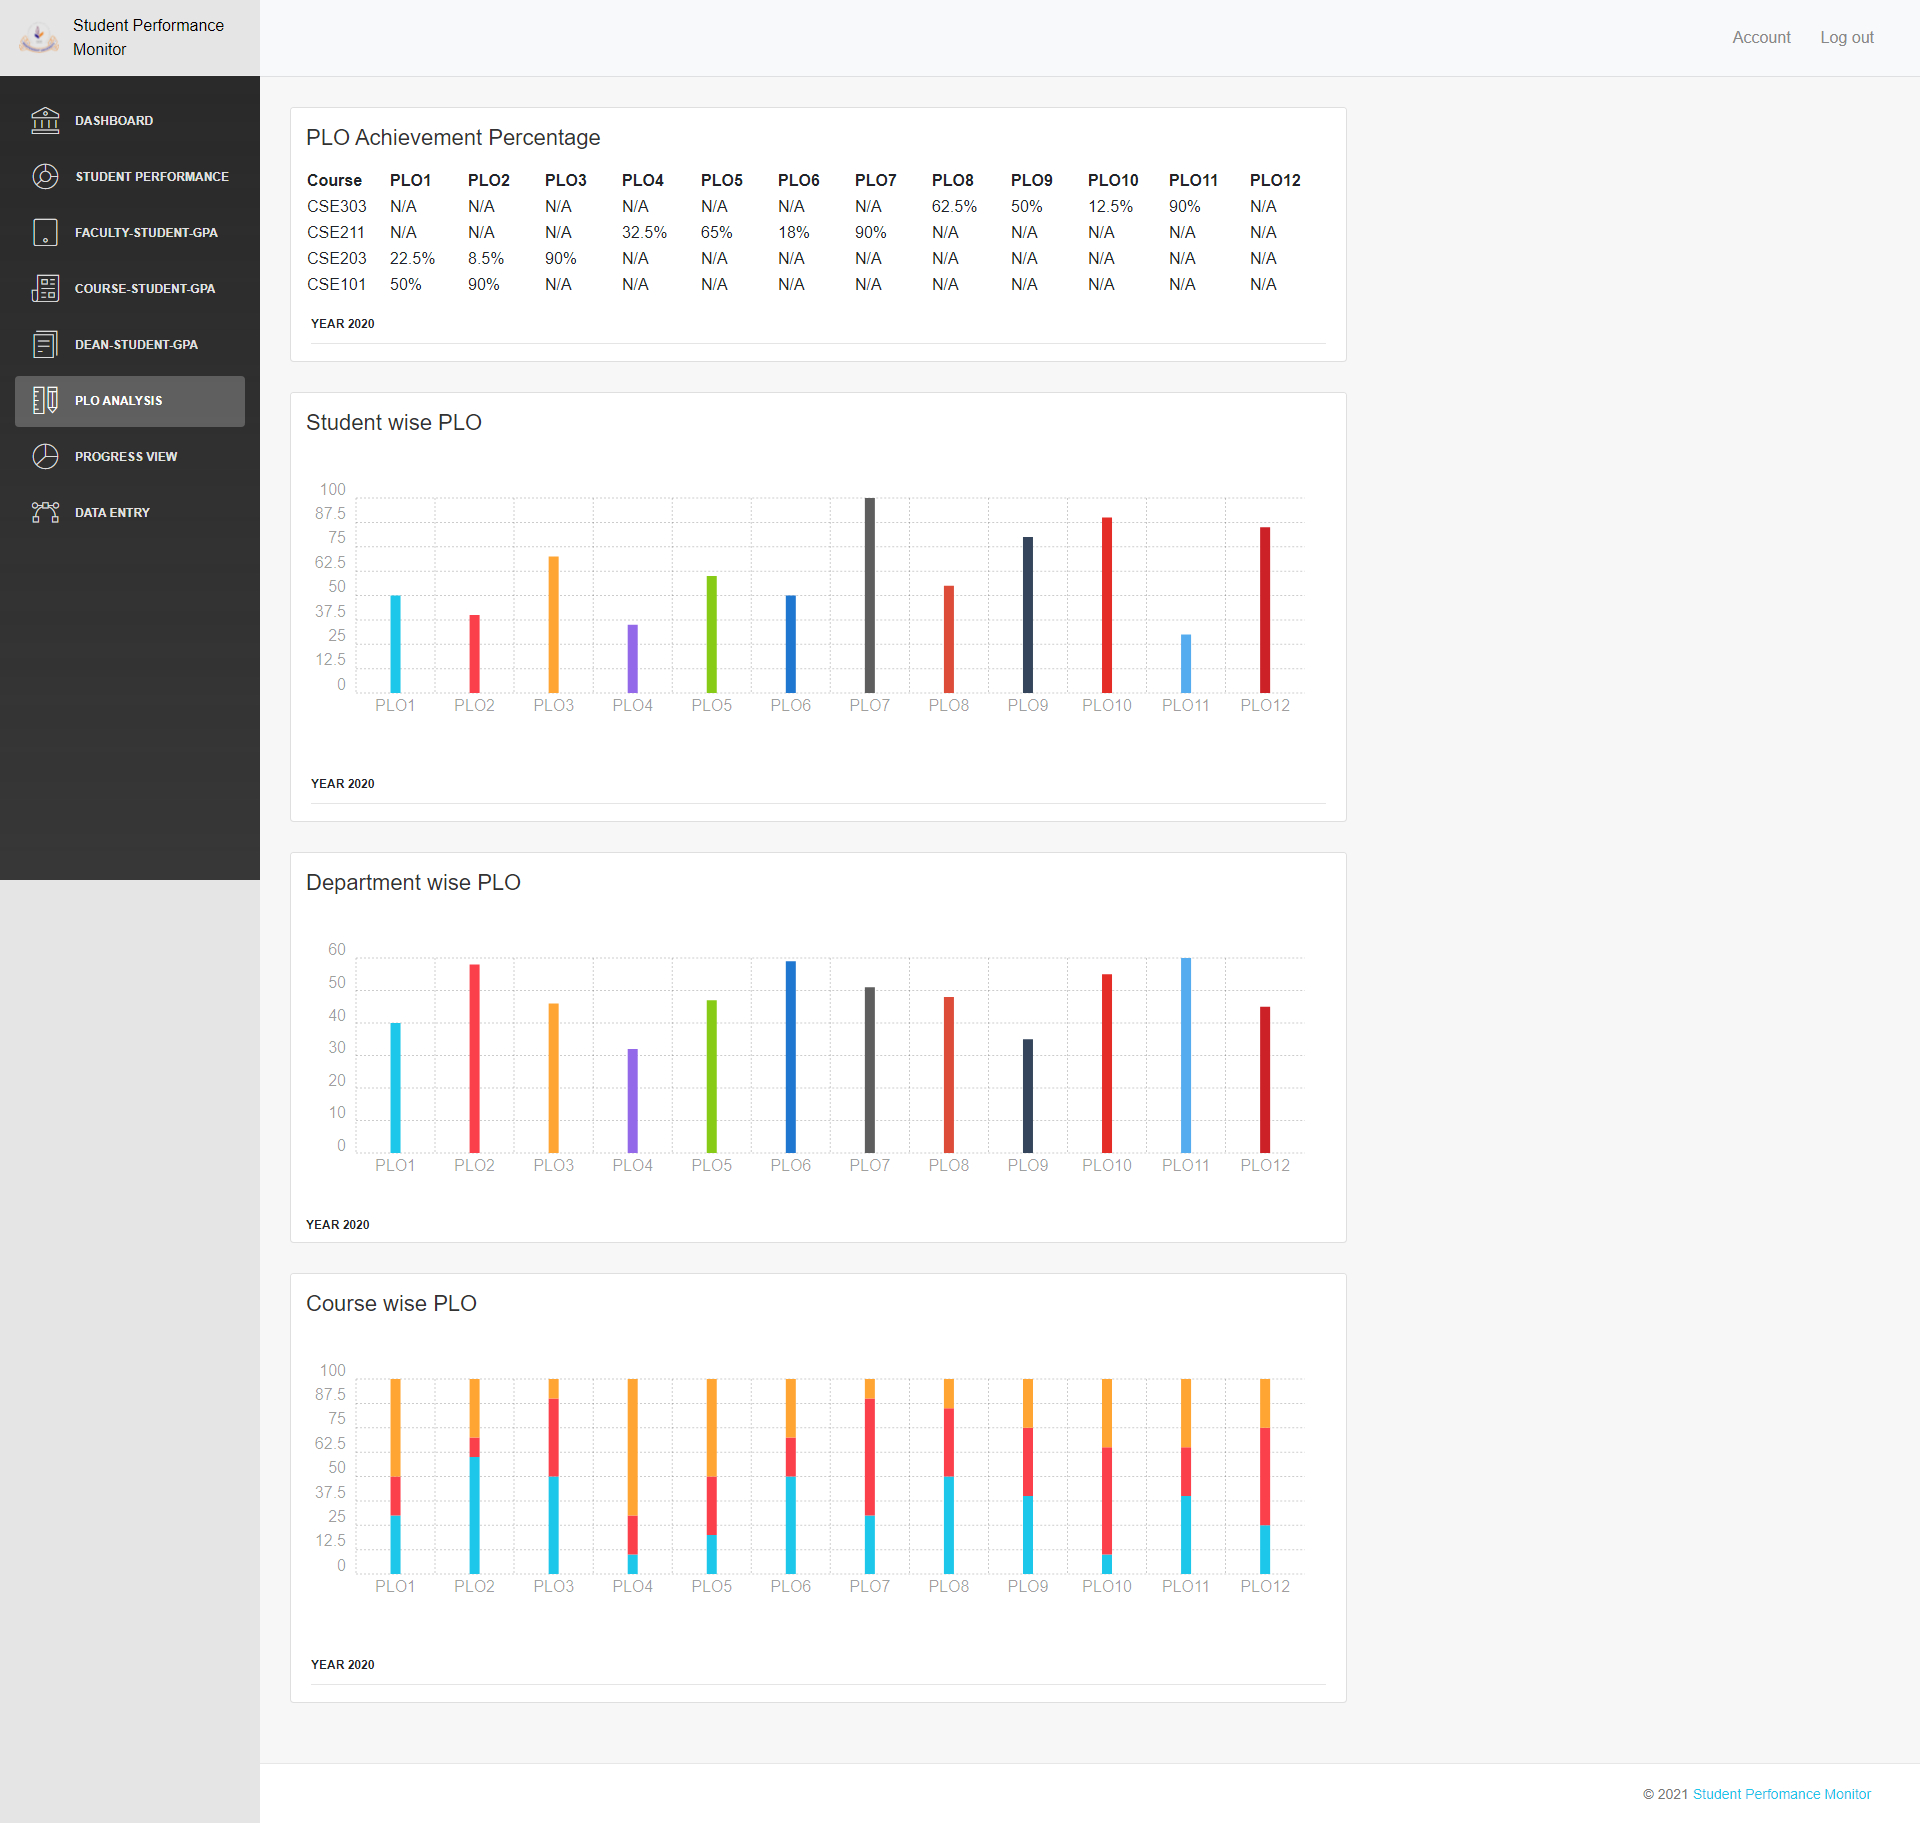 Student Performance
Monitor
Account Log out
DASHBOARD
STUDENT PERFORMANCE
FACULTY-STUDENT-GPA
COURSE-STUDENT-GPA
DEAN-STUDENT-GPA
PLO ANALYSIS
PROGRESS VIEW
DATA ENTRY
PLO Achievement Percentage
Course PLO1 PLO2 PLO3 PLO4 PLO5 PLO6 PLO7 PLO8 PLO9 PLO10 PLO11 PLO12
CSE303 N/A N/A N/A N/A N/A N/A N/A 62.5% 50% 12.5% 90% N/A
CSE211 N/A N/A N/A 32.5% 65% 18% 90% N/A N/A N/A N/A N/A
CSE203 22.5% 8.5% 90% N/A N/A N/A N/A N/A N/A N/A N/A N/A
CSE101 50% 90% N/A N/A N/A N/A N/A N/A N/A N/A N/A N/A
YEAR 2020
Student wise PLO
100
87.5
75
62.5
50
37.5
25
12.5
0
PLO1 PLO2 PLO3 PLO4 PLO5 PLO6 PLO7 PLO8 PLO9 PLO10 PLO11 PLO12
YEAR 2020
Department wise PLO
60
50
40
30
20
10
0
PLO1 PLO2 PLO3 PLO4 PLO5 PLO6 PLO7 PLO8 PLO9 PLO10 PLO11 PLO12
YEAR 2020
Course wise PLO
100
87.5
75
62.5
50
37.5
25
12.5
0
PLO1 PLO2 PLO3 PLO4 PLO5 PLO6 PLO7 PLO8 PLO9 PLO10 PLO11 PLO12
YEAR 2020
© 2021 Student Perfomance Monitor